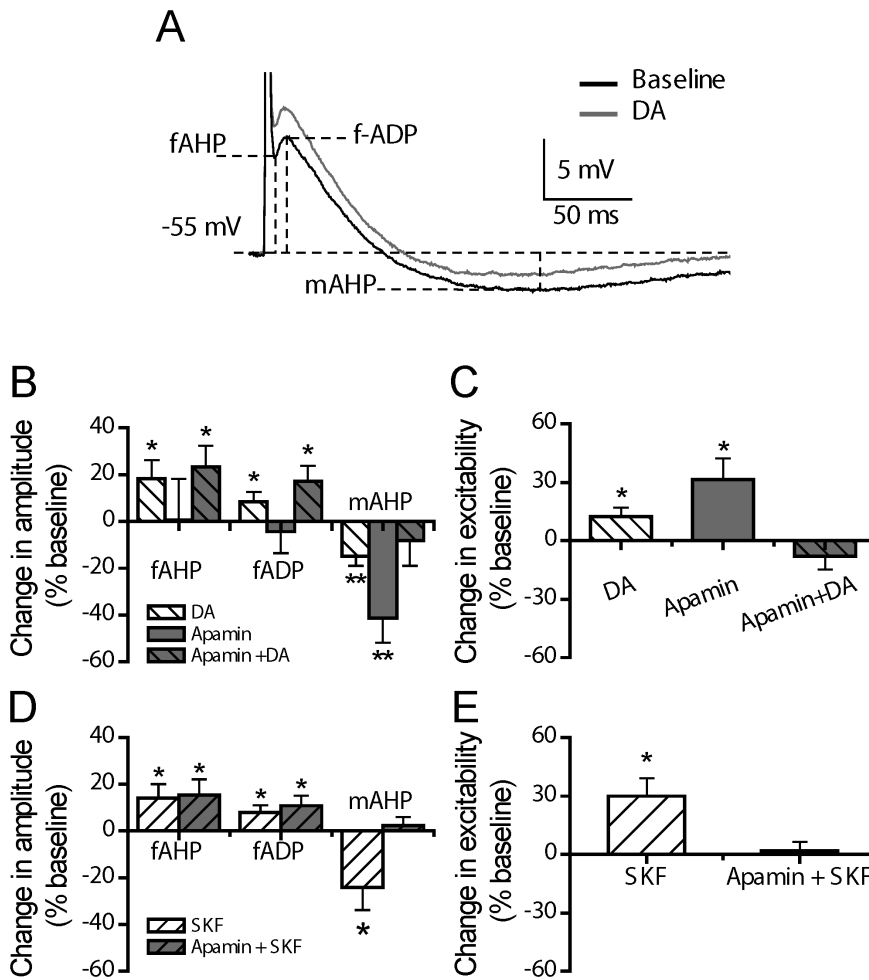 A
Baseline
DA
f-ADP
fAHP
5 mV
50 ms
-55 mV
mAHP
B
Change in amplitude
(% baseline)
40
20
0
-20
-40
-60
*
*
*
*
mAHP
fAHP
fADP
**
**
DA
Apamin
Apamin +DA
C
Change in excitability
(% baseline)
60
30
0
-30
-60
*
*
DA
Apamin
Apamin+DA
D
Change in amplitude
(% baseline)
40
20
0
-20
-40
-60
*
*
*
*
mAHP
fAHP
fADP
*
SKF
Apamin + SKF
E
Change in excitability
(% baseline)
60
30
0
-30
-60
*
SKF
Apamin + SKF